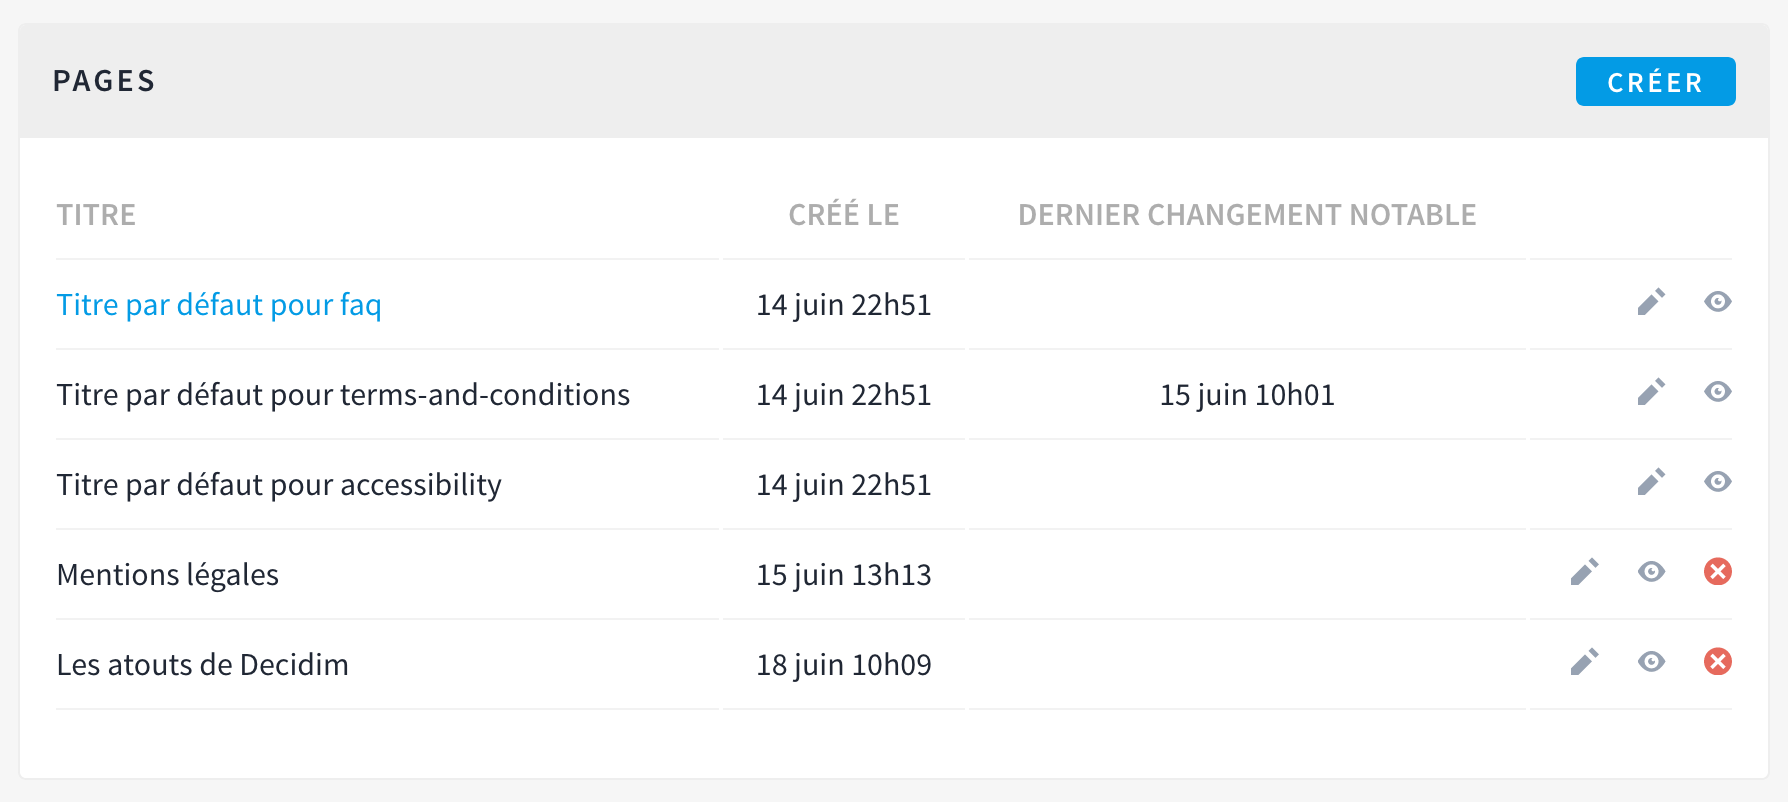 PAGES
CRÉER
TITRE CRÉÉ LE DERNIER CHANGEMENT NOTABLE
Titre par défaut pour faq 14 juin 22h51
Titre par défaut pour terms-and-conditions 14 juin 22h51 15 juin 10h01
Titre par défaut pour accessibility 14 juin 22h51
Mentions légales 15 juin 13h13
Les atouts de Decidim 18 juin 10h09